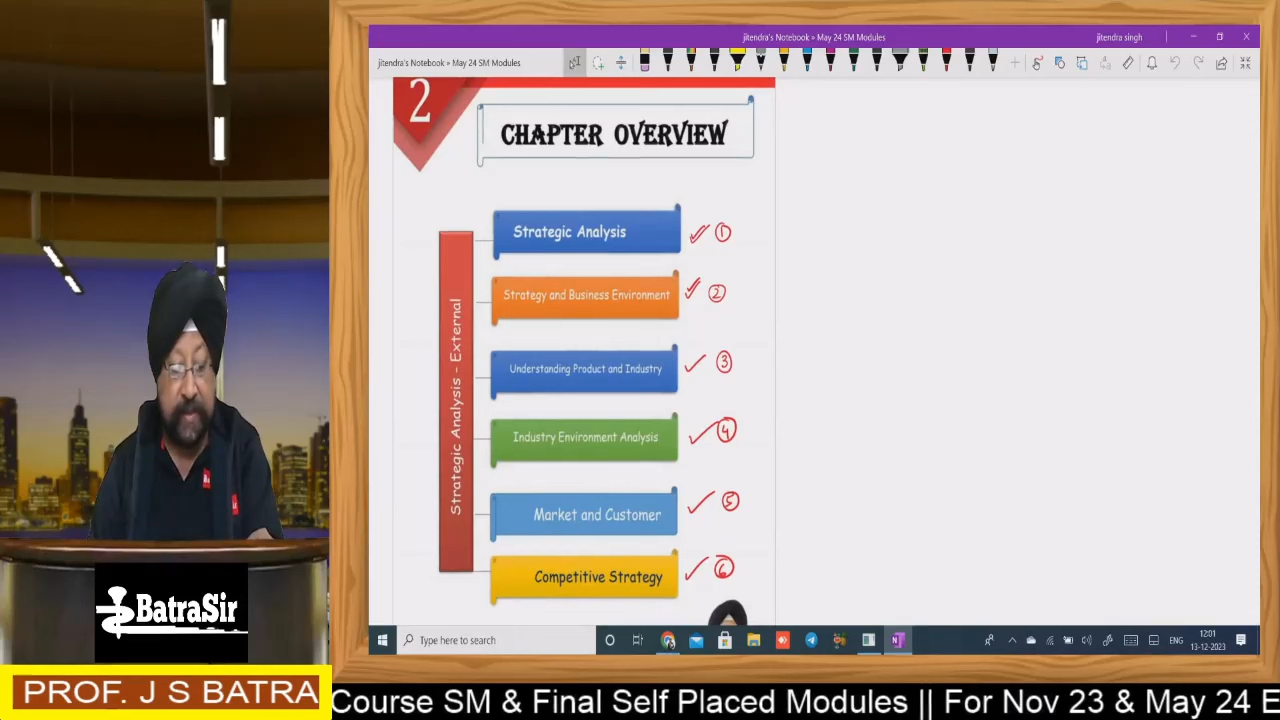 jitendra's Notebook » May 24 SM Modules
jitendra singh
jitendra's Notebook » May 24 SM Modules
2
CHAPTER OVERVIEW
Strategic Analysis - External
Strategic Analysis
1
Strategy and Business Environment
2
Understanding Product and Industry
3
Industry Environment Analysis
4
Market and Customer
5
Competitive Strategy
6
BatraSir
Type here to search
ENG
12:01
13-12-2023
PROF. J S BATRA
Course SM & Final Self Placed Modules || For Nov 23 & May 24 E